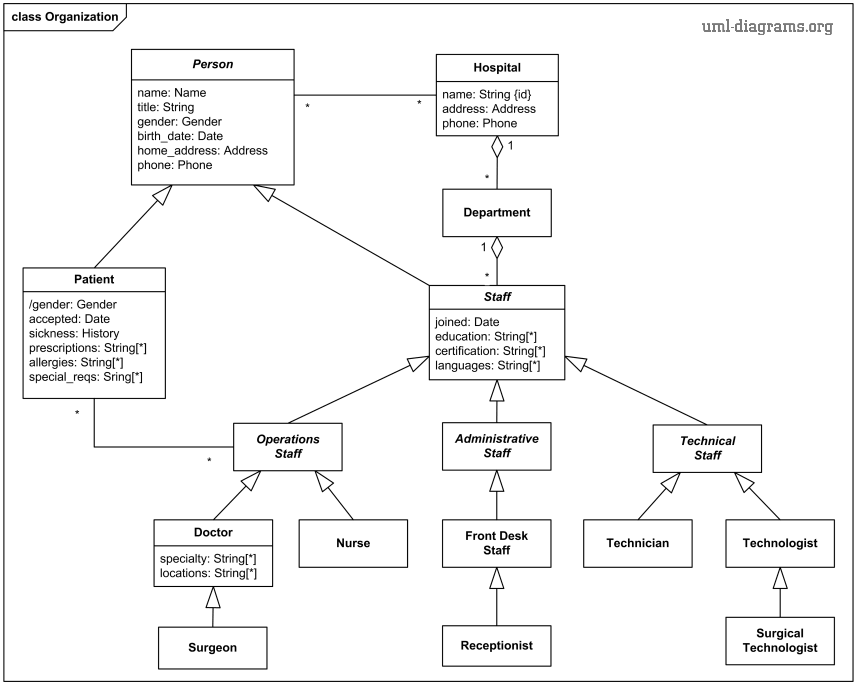 class Organization
uml-diagrams.org
Person
name: Name
title: String
gender: Gender
birth_date: Date
home_address: Address
phone: Phone
*
*
Hospital
name: String {id}
address: Address
phone: Phone
1
*
Department
1
*
Patient
/gender: Gender
accepted: Date
sickness: History
prescriptions: String[*]
allergies: String[*]
special_reqs: Sring[*]
*
*
Staff
joined: Date
education: String[*]
certification: String[*]
languages: String[*]
Operations
Staff
Administrative
Staff
Technical
Staff
Doctor
specialty: String[*]
locations: String[*]
Nurse
Front Desk
Staff
Technician
Technologist
Surgeon
Receptionist
Surgical
Technologist